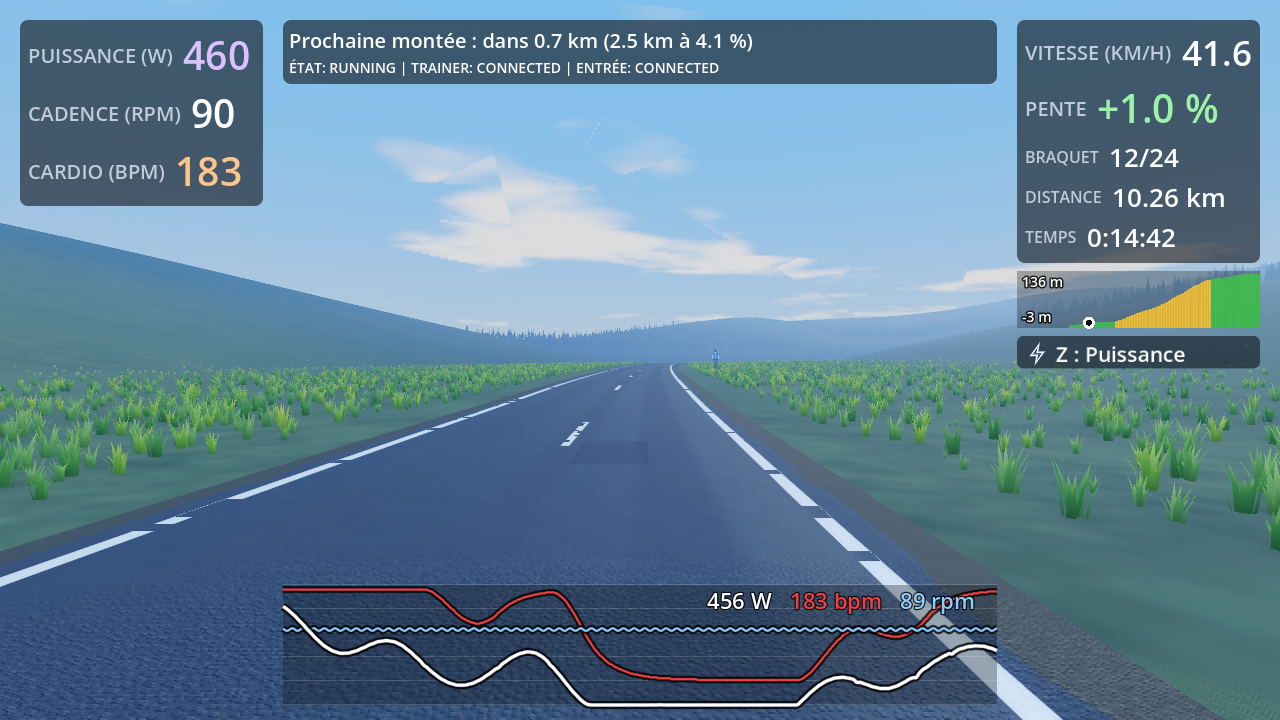 PUISSANCE (W) 460
CADENCE (RPM) 90
CARDIO (BPM) 183
Prochaine montée : dans 0.7 km (2.5 km à 4.1 %)
ÉTAT: RUNNING | TRAINER: CONNECTED | ENTRÉE: CONNECTED
VITESSE (KM/H) 41.6
PENTE +1.0 %
BRAQUET 12/24
DISTANCE 10.26 km
TEMPS 0:14:42
136 m
-3 m
Z : Puissance
456 W 183 bpm 89 rpm